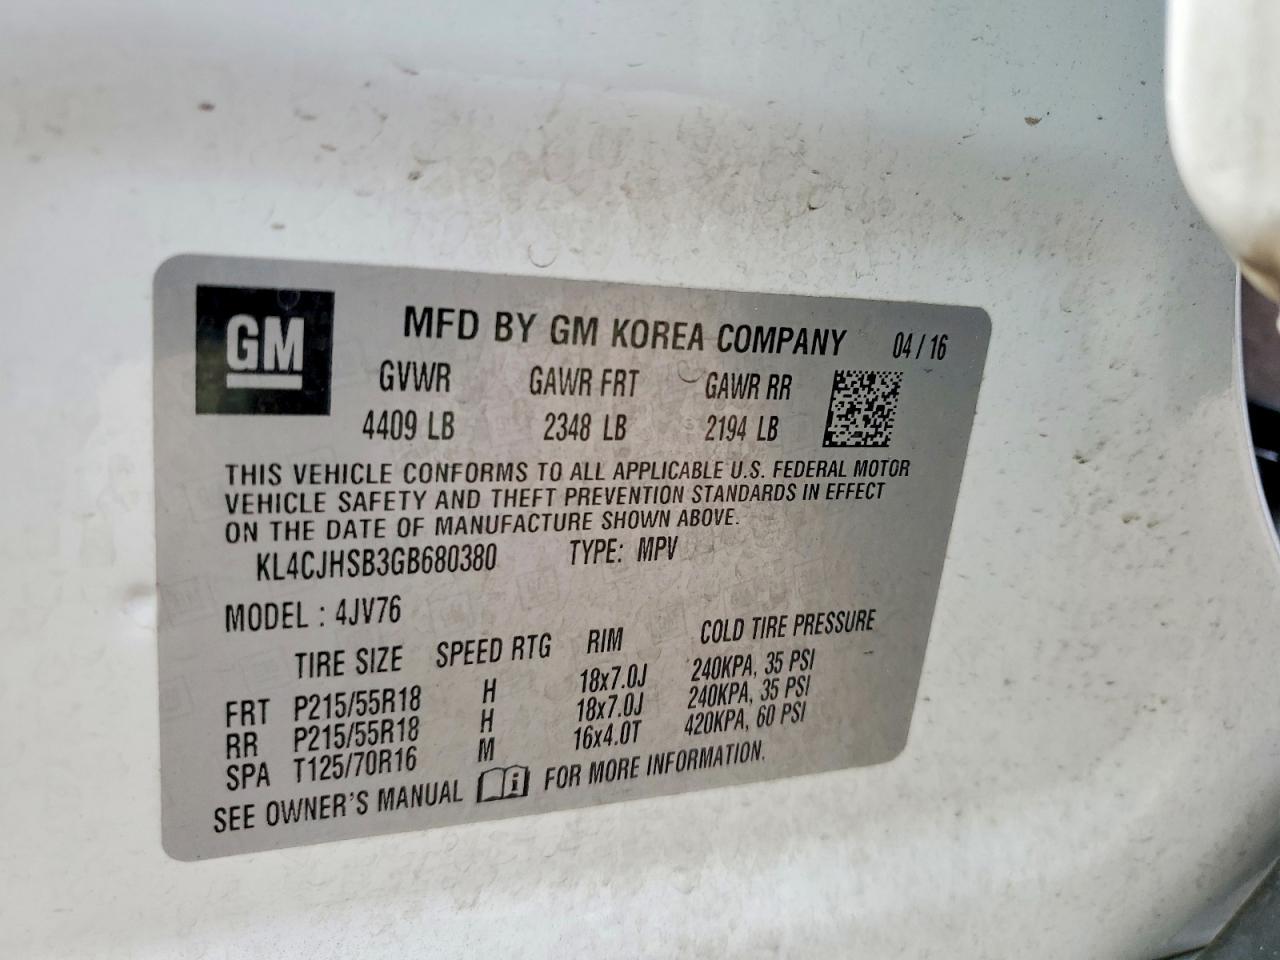 GM
MFD BY GM KOREA COMPANY 04 / 16
GVWR GAWR FRT GAWR RR
4409 LB 2348 LB 2194 LB
THIS VEHICLE CONFORMS TO ALL APPLICABLE U.S. FEDERAL MOTOR
VEHICLE SAFETY AND THEFT PREVENTION STANDARDS IN EFFECT
ON THE DATE OF MANUFACTURE SHOWN ABOVE.
KL4CJHSB3GB680380 TYPE: MPV
MODEL : 4JV76
TIRE SIZE SPEED RTG RIM COLD TIRE PRESSURE
FRT P215/55R18 H 18x7.0J 240KPA, 35 PSI
RR P215/55R18 H 18x7.0J 240KPA, 35 PSI
SPA T125/70R16 M 16x4.0T 420KPA, 60 PSI
SEE OWNER'S MANUAL i FOR MORE INFORMATION.